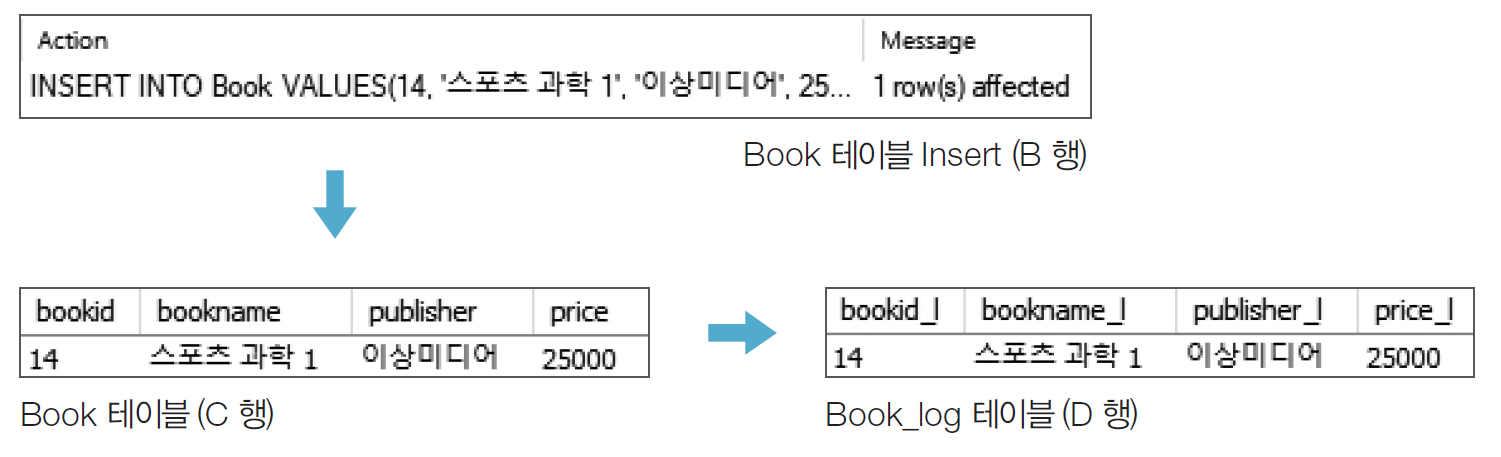 Action Message
INSERT INTO Book VALUES(14, '스포츠 과학 1', '이상미디어', 25... 1 row(s) affected
Book 테이블 Insert (B 행)
bookid bookname publisher price
14 스포츠 과학 1 이상미디어 25000
Book 테이블 (C 행)
bookid_l bookname_l publisher_l price_l
14 스포츠 과학 1 이상미디어 25000
Book_log 테이블 (D 행)